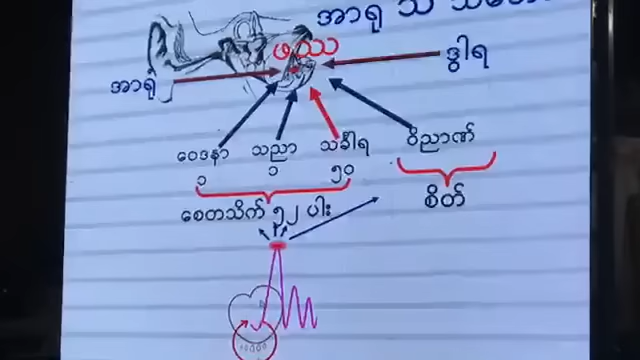 အာရုံ သ
ဖဿ
အာရုံ
ဒွါရ
ဝေဒနာ သညာ သင်္ခါရ ဝိညာဏ်
၁ ၁ ၅၀
စေတသိက် ၅၂ ပါး
စိတ်